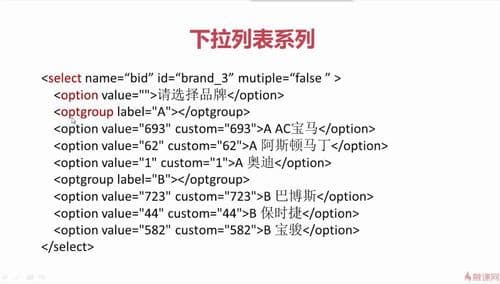 下拉列表系列
<select name=“bid” id=“brand_3” mutiple=“false ” >
<option value="">请选择品牌</option>
<optgroup label="A"></optgroup>
<option value="693" custom="693">A AC宝马</option>
<option value="62" custom="62">A 阿斯顿马丁</option>
<option value="1" custom="1">A 奥迪</option>
<optgroup label="B"></optgroup>
<option value="723" custom="723">B 巴博斯</option>
<option value="44" custom="44">B 保时捷</option>
<option value="582" custom="582">B 宝骏</option>
</select>
融课网